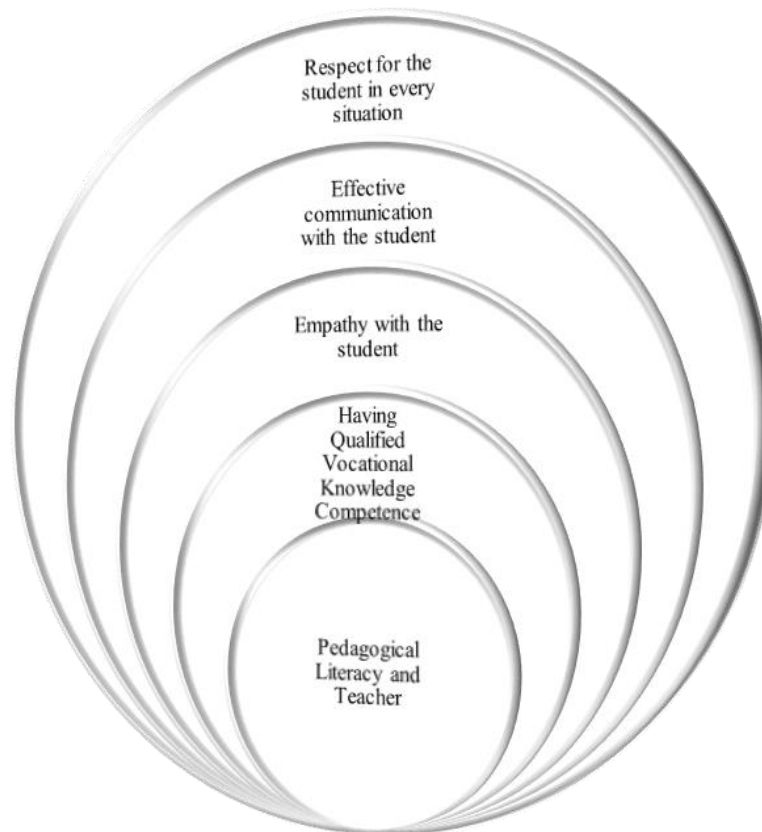 Respect for the
student in every
situation
Effective
communication
with the student
Empathy with the
student
Having
Qualified
Vocational
Knowledge
Competence
Pedagogical
Literacy and
Teacher